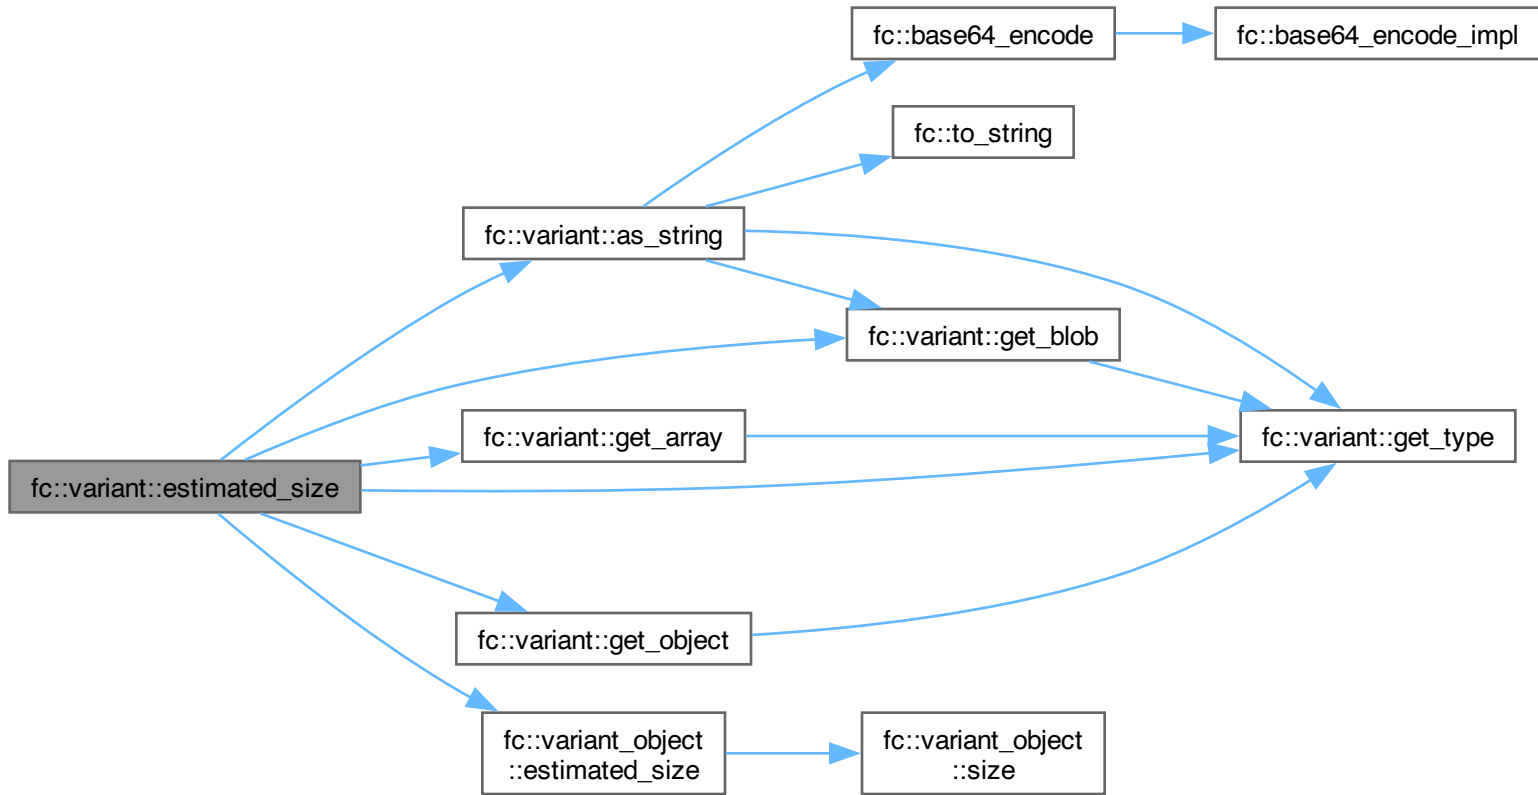 fc::base64_encode
fc::base64_encode_impl
fc::to_string
fc::variant::as_string
fc::variant::get_blob
fc::variant::get_array
fc::variant::get_type
fc::variant::estimated_size
fc::variant::get_object
fc::variant_object
::estimated_size
fc::variant_object
::size